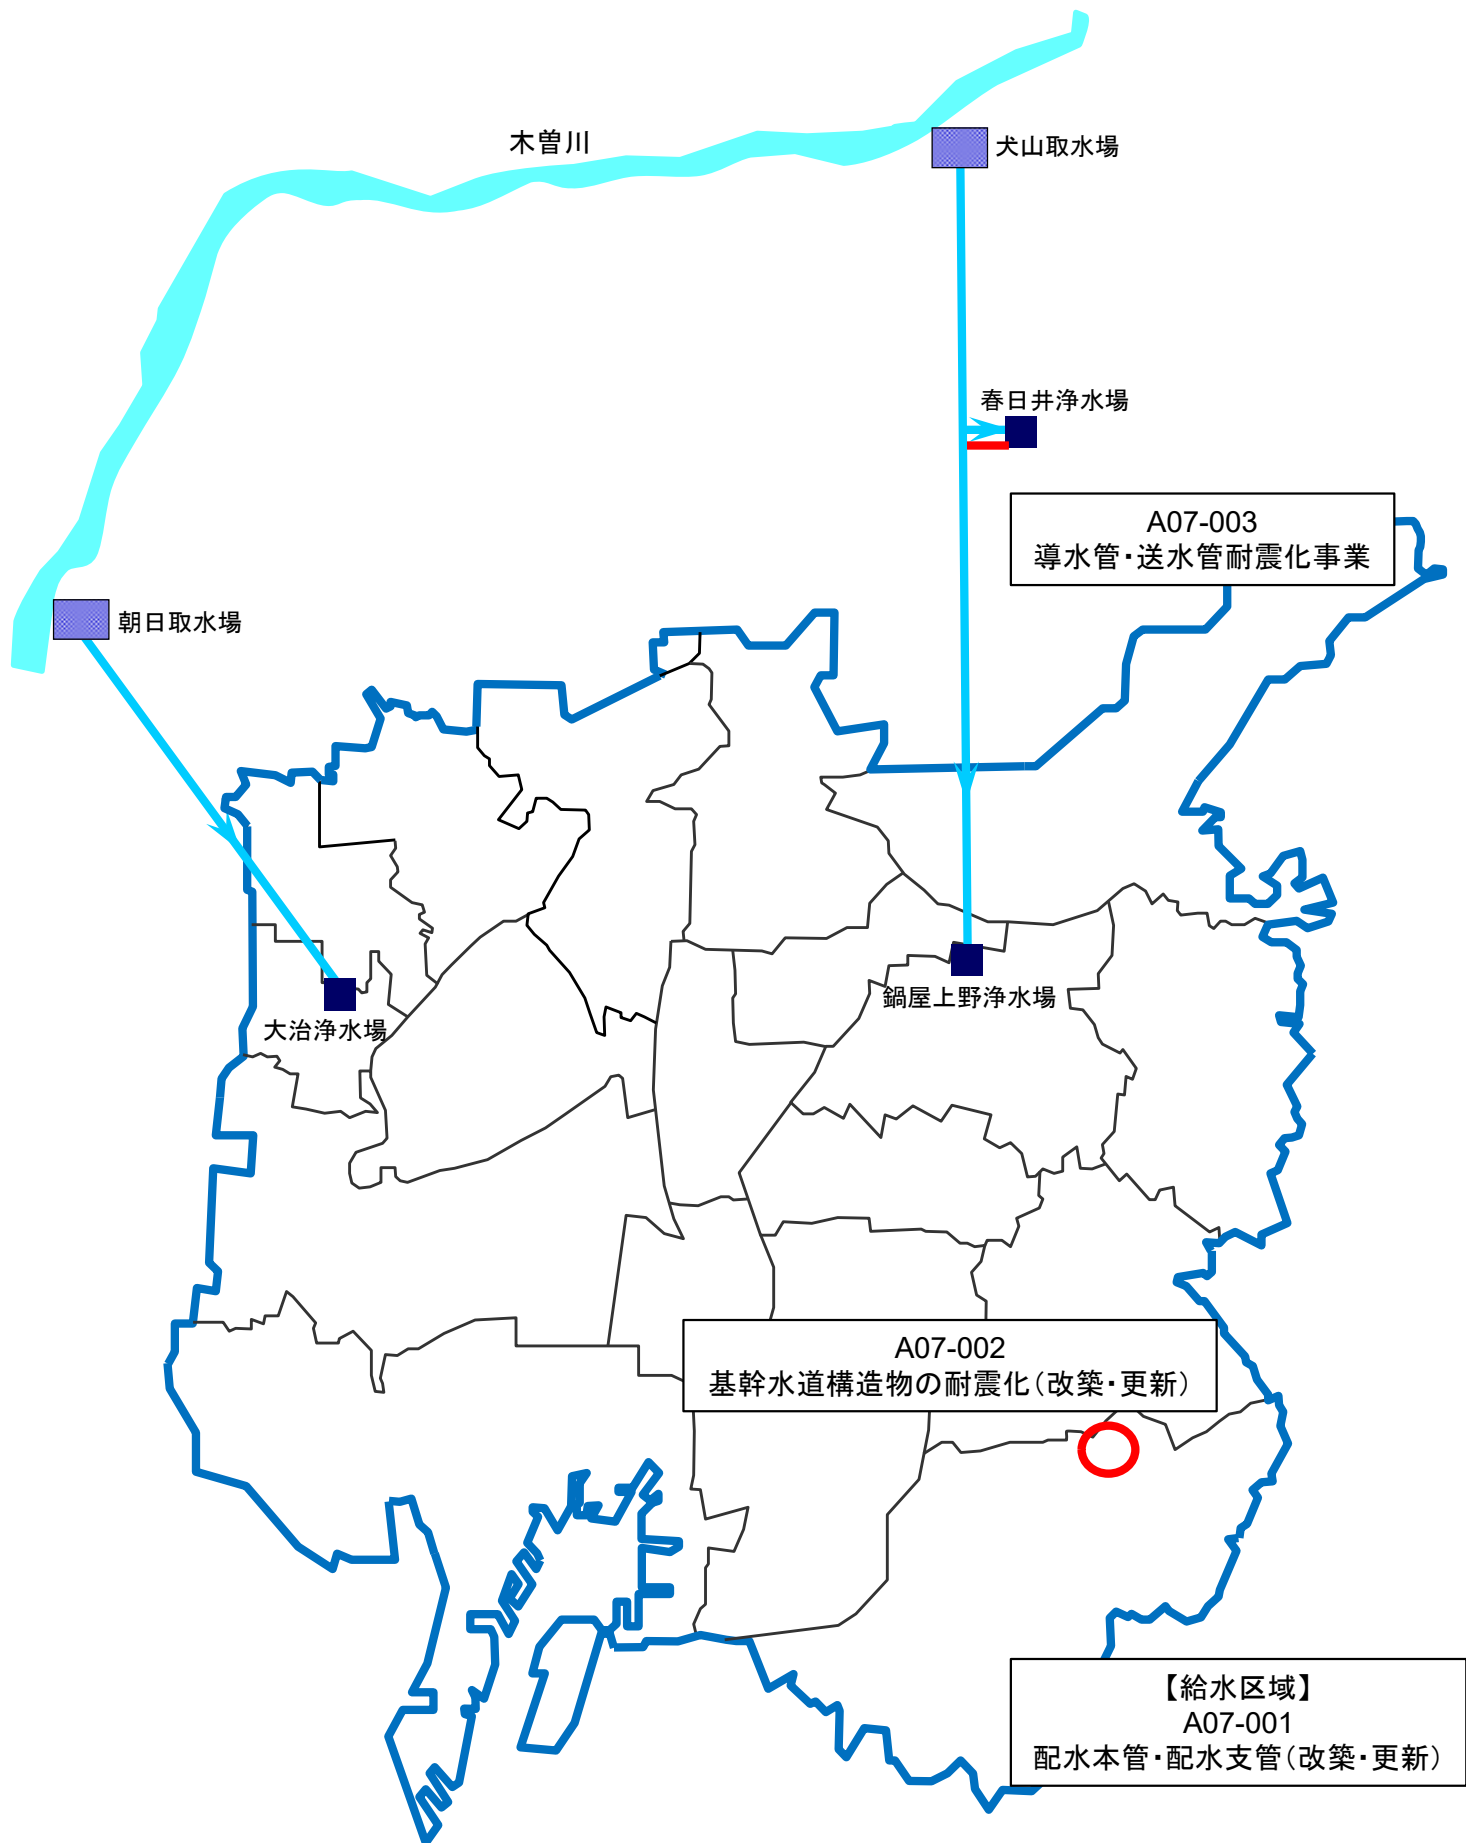 木曽川
犬山取水場
春日井浄水場
A07-003
導水管・送水管耐震化事業
朝日取水場
鍋屋上野浄水場
大治浄水場
A07-002
基幹水道構造物の耐震化（改築・更新）
【給水区域】
A07-001
配水本管・配水支管（改築・更新）